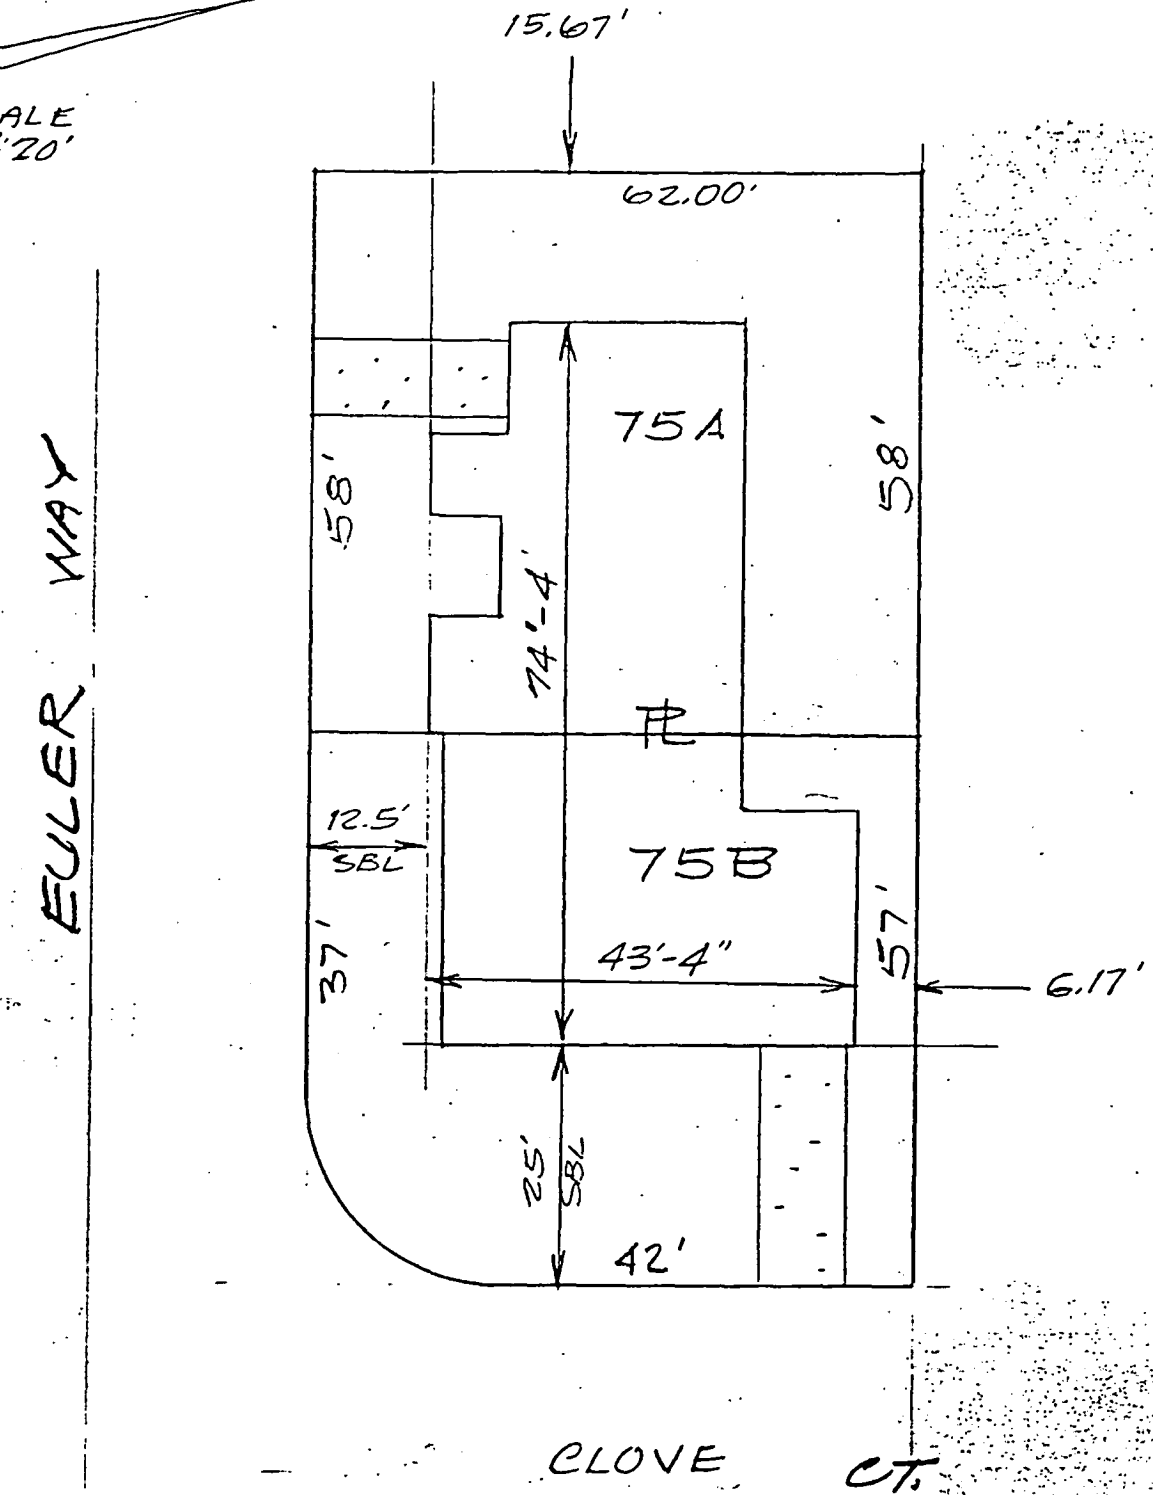 15.67'
ALE
"20'
62.00'
75A
58'
58'
EULER WAY
74'-4'
PL
12.5'
SBL
75B
37'
57'
43'-4"
6.17'
25'
SBL
42'
CLOVE CT.